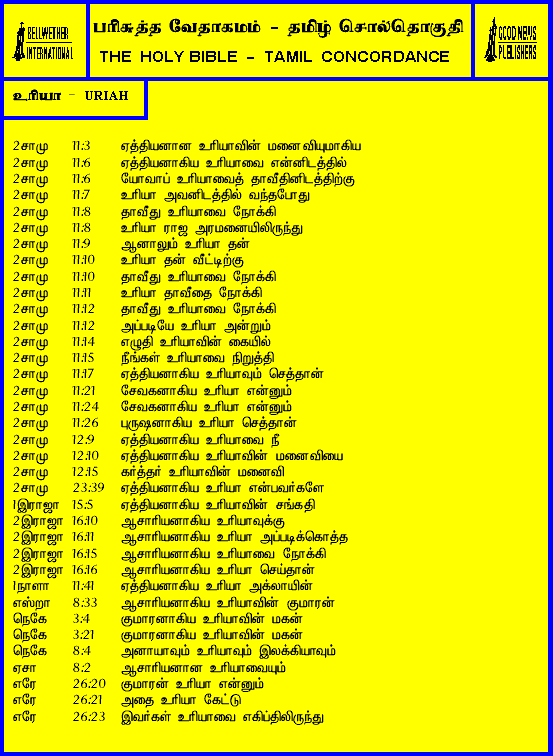 BELLWETHER
INTERNATIONAL
பரிசுத்த வேதாகமம் - தமிழ் சொல்தொகுதி
THE HOLY BIBLE - TAMIL CONCORDANCE
GOOD NEWS
PUBLISHERS
உரியா - URIAH
2சாமு 11:3 ஏத்தியனான உரியாவின் மனைவியுமாகிய
2சாமு 11:6 ஏத்தியனாகிய உரியாவை என்னிடத்தில்
2சாமு 11:6 யோவாப் உரியாவைத் தாவீதினிடத்திற்கு
2சாமு 11:7 உரியா அவனிடத்தில் வந்தபோது
2சாமு 11:8 தாவீது உரியாவை நோக்கி
2சாமு 11:8 உரியா ராஜ அரமனையிலிருந்து
2சாமு 11:9 ஆனாலும் உரியா தன்
2சாமு 11:10 உரியா தன் வீட்டிற்கு
2சாமு 11:10 தாவீது உரியாவை நோக்கி
2சாமு 11:11 உரியா தாவீதை நோக்கி
2சாமு 11:12 தாவீது உரியாவை நோக்கி
2சாமு 11:12 அப்படியே உரியா அன்றும்
2சாமு 11:14 எழுதி உரியாவின் கையில்
2சாமு 11:15 நீங்கள் உரியாவை நிறுத்தி
2சாமு 11:17 ஏத்தியனாகிய உரியாவும் செத்தான்
2சாமு 11:21 சேவகனாகிய உரியா என்னும்
2சாமு 11:24 சேவகனாகிய உரியா என்னும்
2சாமு 11:26 புருஷனாகிய உரியா செத்தான்
2சாமு 12:9 ஏத்தியனாகிய உரியாவை நீ
2சாமு 12:10 ஏத்தியனாகிய உரியாவின் மனைவியை
2சாமு 12:15 கர்த்தர் உரியாவின் மனைவி
2சாமு 23:39 ஏத்தியனாகிய உரியா என்பவர்களே
1இராஜா 15:5 ஏத்தியனாகிய உரியாவின் சங்கதி
2இராஜா 16:10 ஆசாரியனாகிய உரியாவுக்கு
2இராஜா 16:11 ஆசாரியனாகிய உரியா அப்படிக்கொத்த
2இராஜா 16:15 ஆசாரியனாகிய உரியாவை நோக்கி
2இராஜா 16:16 ஆசாரியனாகிய உரியா செய்தான்
1நாளா 11:41 ஏத்தியனாகிய உரியா அக்லாயின்
எஸ்றா 8:33 ஆசாரியனாகிய உரியாவின் குமாரன்
நெகே 3:4 குமாரனாகிய உரியாவின் மகன்
நெகே 3:21 குமாரனாகிய உரியாவின் மகன்
நெகே 8:4 அனாயாவும் உரியாவும் இலக்கியாவும்
ஏசா 8:2 ஆசாரியனான உரியாவையும்
எரே 26:20 குமாரன் உரியா என்னும்
எரே 26:21 அதை உரியா கேட்டு
எரே 26:23 இவர்கள் உரியாவை எகிப்திலிருந்து